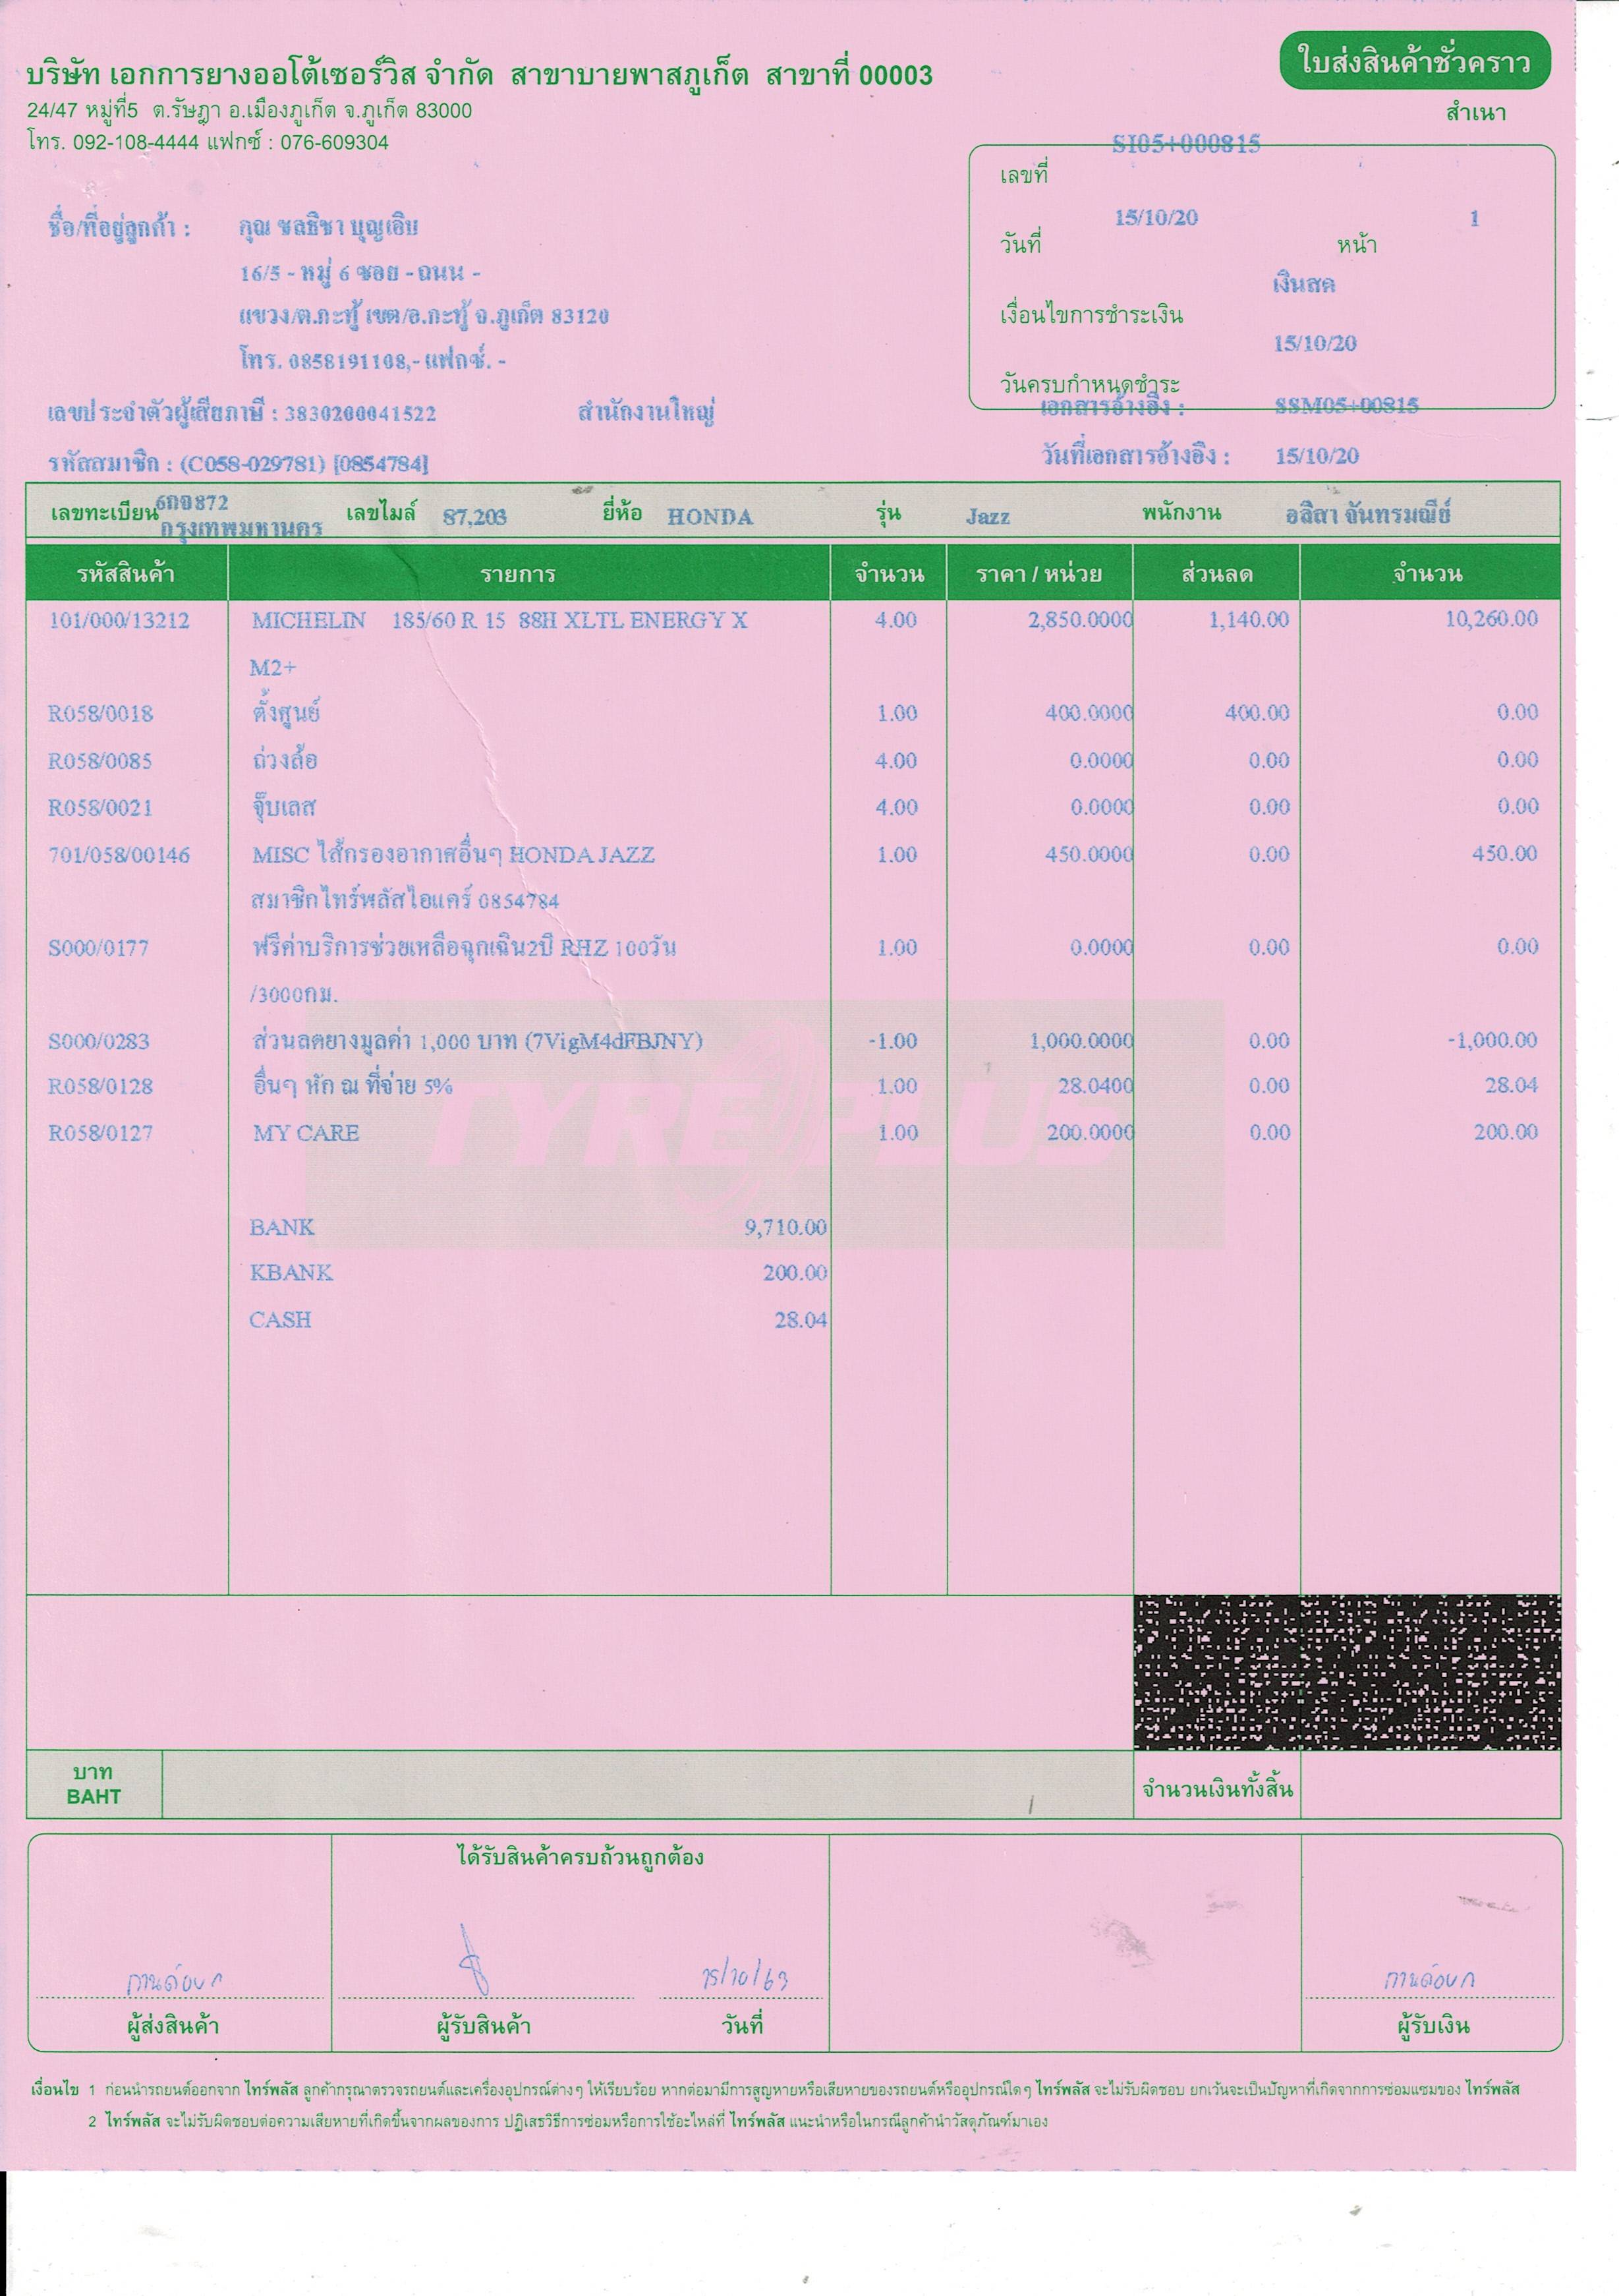 บริษัท เอกการยางออโต้เซอร์วิส จำกัด สาขาบายพาสภูเก็ต สาขาที่ 00003
24/47 หมู่ที่5 ต.รัษฎา อ.เมืองภูเก็ต จ.ภูเก็ต 83000
โทร. 092-108-4444 แฟกซ์ : 076-609304
ใบส่งสินค้าชั่วคราว
สำเนา
เลขที่ SI05+000815
วันที่ 15/10/20 หน้า 1
เงื่อนไขการชำระเงิน เงินสด
วันครบกำหนดชำระ 15/10/20
ชื่อ/ที่อยู่ลูกค้า : คุณ ชลธิชา บุญเอิบ
16/5 - หมู่ 6 ซอย - ถนน -
แขวง/ต.กะทู้ เขต/อ.กะทู้ จ.ภูเก็ต 83120
โทร. 0858191108,- แฟกซ์. -
เลขประจำตัวผู้เสียภาษี : 3830200041522 สำนักงานใหญ่
เอกสารอ้างอิง : SSM05+00815
รหัสสมาชิก : (C058-029781) [0854784]
วันที่เอกสารอ้างอิง : 15/10/20
เลขทะเบียน 6กอ872 กรุงเทพมหานคร เลขไมล์ 87,203 ยี่ห้อ HONDA รุ่น Jazz พนักงาน อลิสา จันทรมณีย์
รหัสสินค้า รายการ จำนวน ราคา / หน่วย ส่วนลด จำนวน
101/000/13212 MICHELIN 185/60 R 15 88H XLTL ENERGY X 4.00 2,850.0000 1,140.00 10,260.00
M2+
R058/0018 ตั้งศูนย์ 1.00 400.0000 400.00 0.00
R058/0085 ถ่วงล้อ 4.00 0.0000 0.00 0.00
R058/0021 จุ๊บเลส 4.00 0.0000 0.00 0.00
701/058/00146 MISC ไส้กรองอากาศอื่นๆ HONDA JAZZ 1.00 450.0000 0.00 450.00
สมาชิกไทร์พลัสไอแคร์ 0854784
S000/0177 ฟรีค่าบริการช่วยเหลือฉุกเฉิน2ปี RHZ 100วัน 1.00 0.0000 0.00 0.00
/3000กม.
S000/0283 ส่วนลดยางมูลค่า 1,000 บาท (7VigM4dFBJNY) -1.00 1,000.0000 0.00 -1,000.00
R058/0128 อื่นๆ หัก ณ ที่จ่าย 5% 1.00 28.0400 0.00 28.04
R058/0127 MY CARE 1.00 200.0000 0.00 200.00
TYREPLUS
BANK 9,710.00
KBANK 200.00
CASH 28.04
บาท
BAHT
จำนวนเงินทั้งสิ้น
ได้รับสินค้าครบถ้วนถูกต้อง
15/10/63
ผู้ส่งสินค้า ผู้รับสินค้า วันที่ ผู้รับเงิน
เงื่อนไข 1 ก่อนนำรถยนต์ออกจาก ไทร์พลัส ลูกค้ากรุณาตรวจรถยนต์และเครื่องอุปกรณ์ต่างๆ ให้เรียบร้อย หากต่อมามีการสูญหายหรือเสียหายของรถยนต์หรืออุปกรณ์ใดๆ ไทร์พลัส จะไม่รับผิดชอบ ยกเว้นจะเป็นปัญหาที่เกิดจากการซ่อมแซมของ ไทร์พลัส
2 ไทร์พลัส จะไม่รับผิดชอบต่อความเสียหายที่เกิดขึ้นจากผลของการ ปฏิเสธวิธีการซ่อมหรือการใช้อะไหล่ที่ ไทร์พลัส แนะนำหรือในกรณีลูกค้านำวัสดุภัณฑ์มาเอง